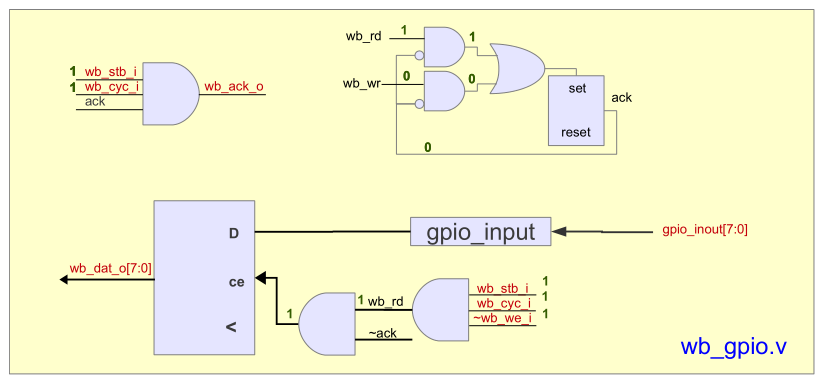 wb_rd 1 1
1 wb_stb_i
1 wb_cyc_i wb_ack_o
ack
wb_wr 0 0
set
ack
reset
0
D gpio_input gpio_inout[7:0]
wb_dat_o[7:0]
ce
<
1
1 wb_rd
~ack
wb_stb_i 1
wb_cyc_i 1
~wb_we_i 1
wb_gpio.v